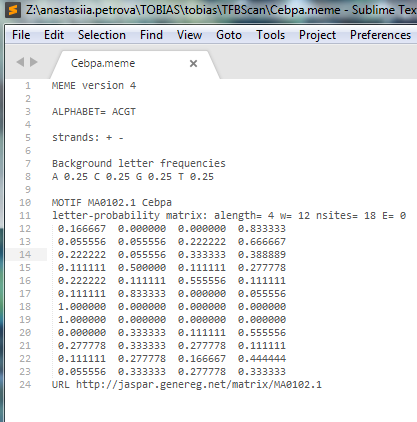 Z:\anastasiia.petrova\TOBIAS\tobias\TFBScan\Cebpa.meme - Sublime Tex
File Edit Selection Find View Goto Tools Project Preferences
Cebpa.meme ×
1 MEME version 4
2
3 ALPHABET= ACGT
4
5 strands: + -
6
7 Background letter frequencies
8 A 0.25 C 0.25 G 0.25 T 0.25
9
10 MOTIF MA0102.1 Cebpa
11 letter-probability matrix: alength= 4 w= 12 nsites= 18 E= 0
12 0.166667 0.000000 0.000000 0.833333
13 0.055556 0.055556 0.222222 0.666667
14 0.222222 0.055556 0.333333 0.388889
15 0.111111 0.500000 0.111111 0.277778
16 0.222222 0.111111 0.555556 0.111111
17 0.111111 0.833333 0.000000 0.055556
18 1.000000 0.000000 0.000000 0.000000
19 1.000000 0.000000 0.000000 0.000000
20 0.000000 0.333333 0.111111 0.555556
21 0.277778 0.333333 0.277778 0.111111
22 0.111111 0.277778 0.166667 0.444444
23 0.055556 0.333333 0.277778 0.333333
24 URL http://jaspar.genereg.net/matrix/MA0102.1